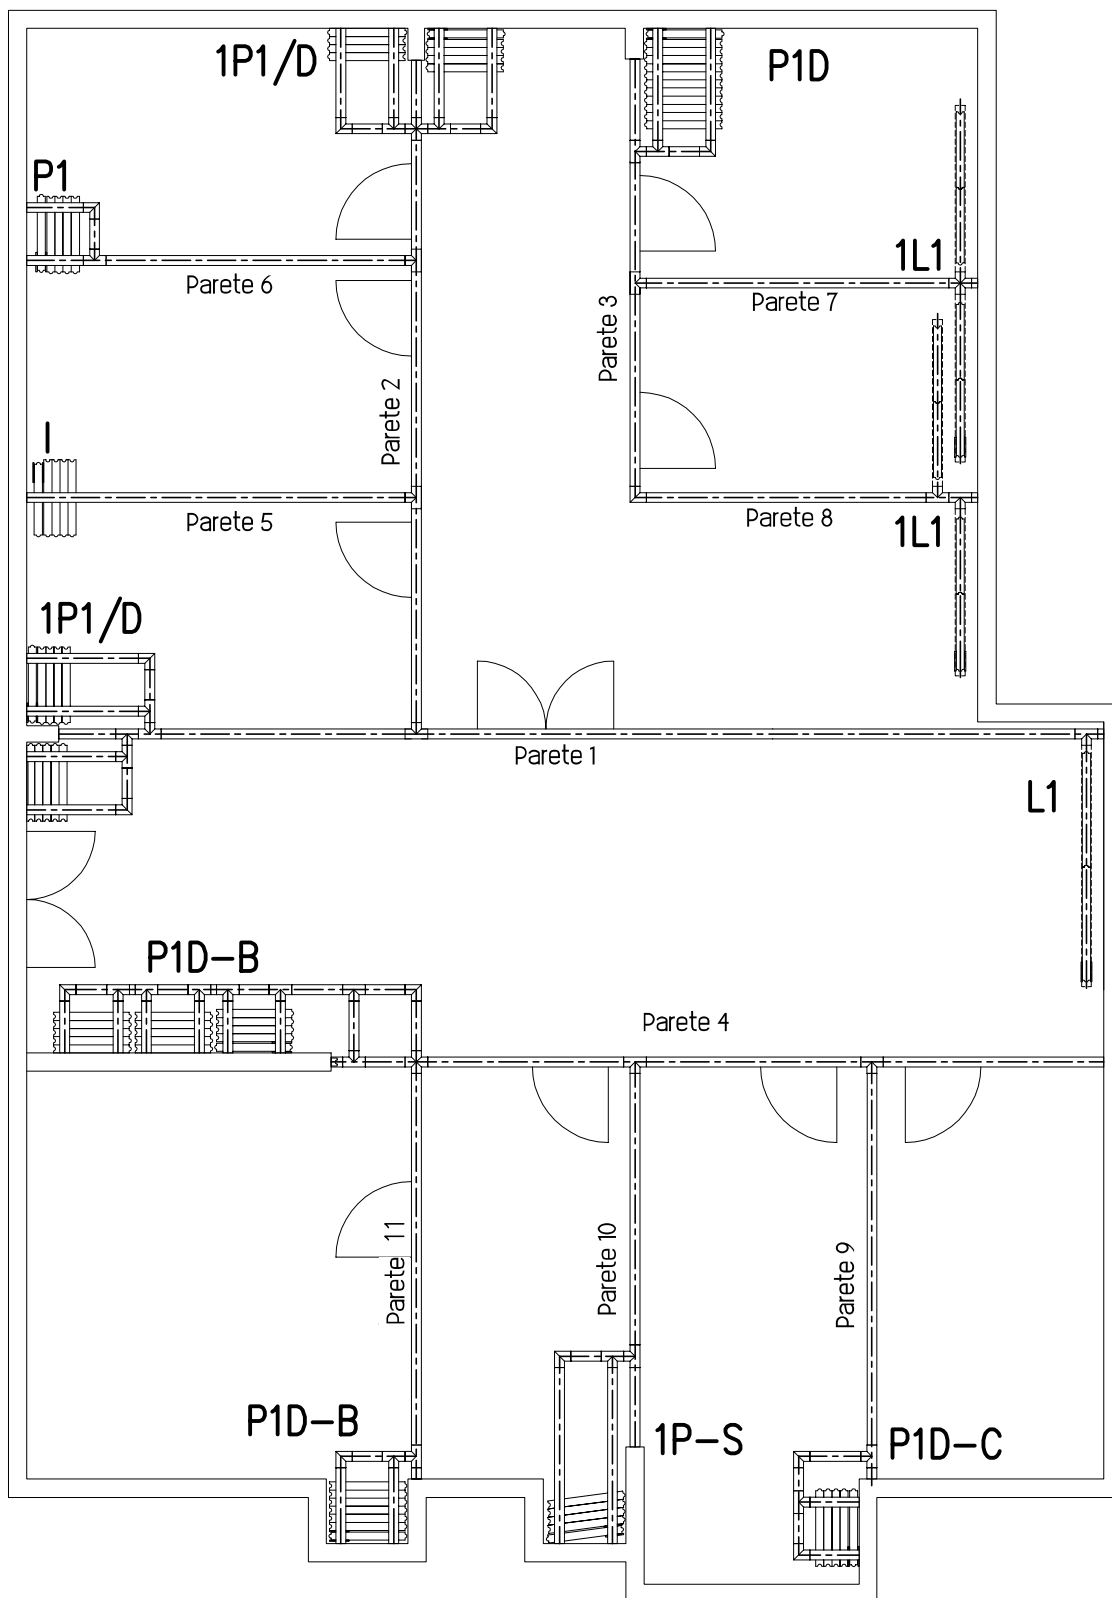 1P1/D
P1D
P1
1L1
Parete 6
Parete 7
Parete 3
Parete 2
I
Parete 5
Parete 8
1L1
1P1/D
Parete 1
L1
P1D-B
Parete 4
Parete 11
Parete 10
Parete 9
P1D-B
1P-S
P1D-C